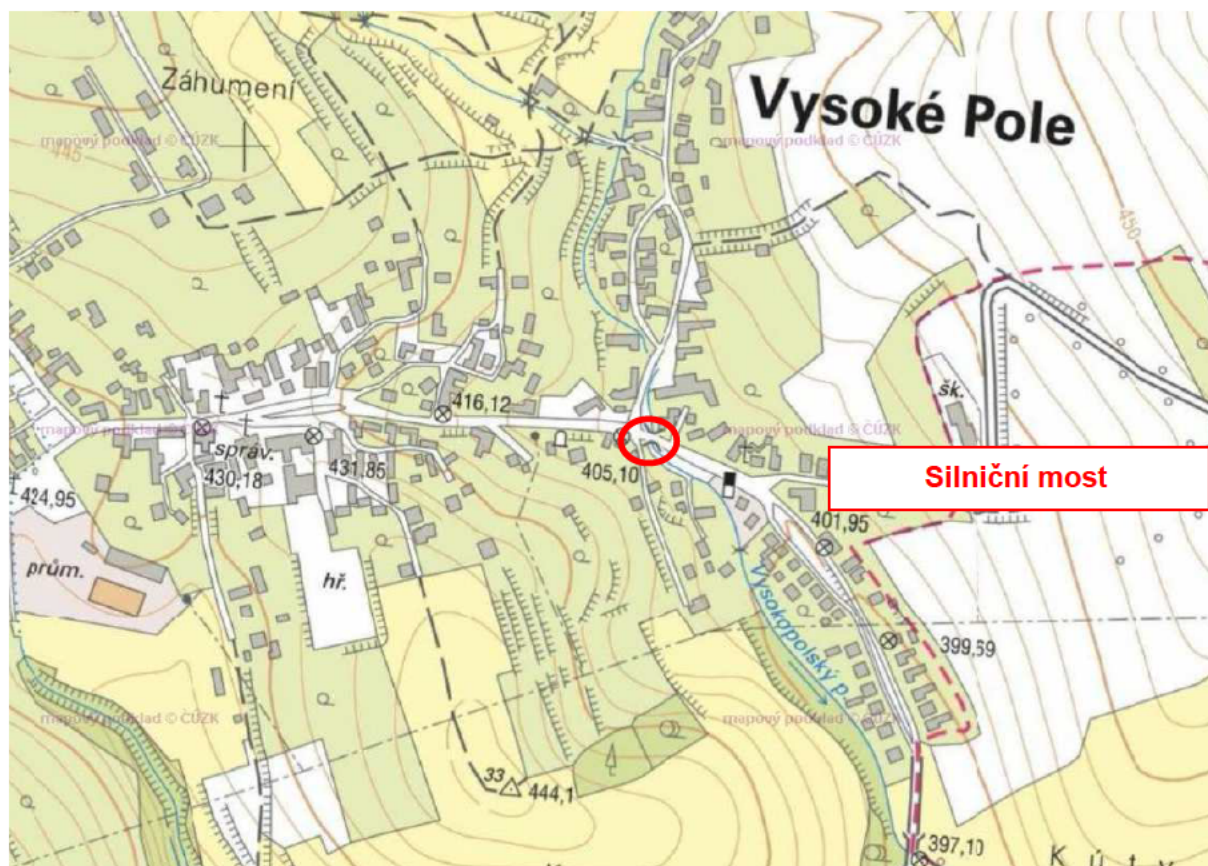 Záhumení
Vysoké Pole
mapový podklad © ČÚZK
mapový podklad © ČÚZK
445
450
416,12
šk.
mapový podklad © ČÚZK
mapový podklad © ČÚZK
správ.
430,18
431,85
405,10
Silniční most
424,95
401,95
prům.
hř.
Vysokopolský p.
399,69
mapový podklad © ČÚZK
mapový podklad © ČÚZK
33
444,1
397,10
K ú t y